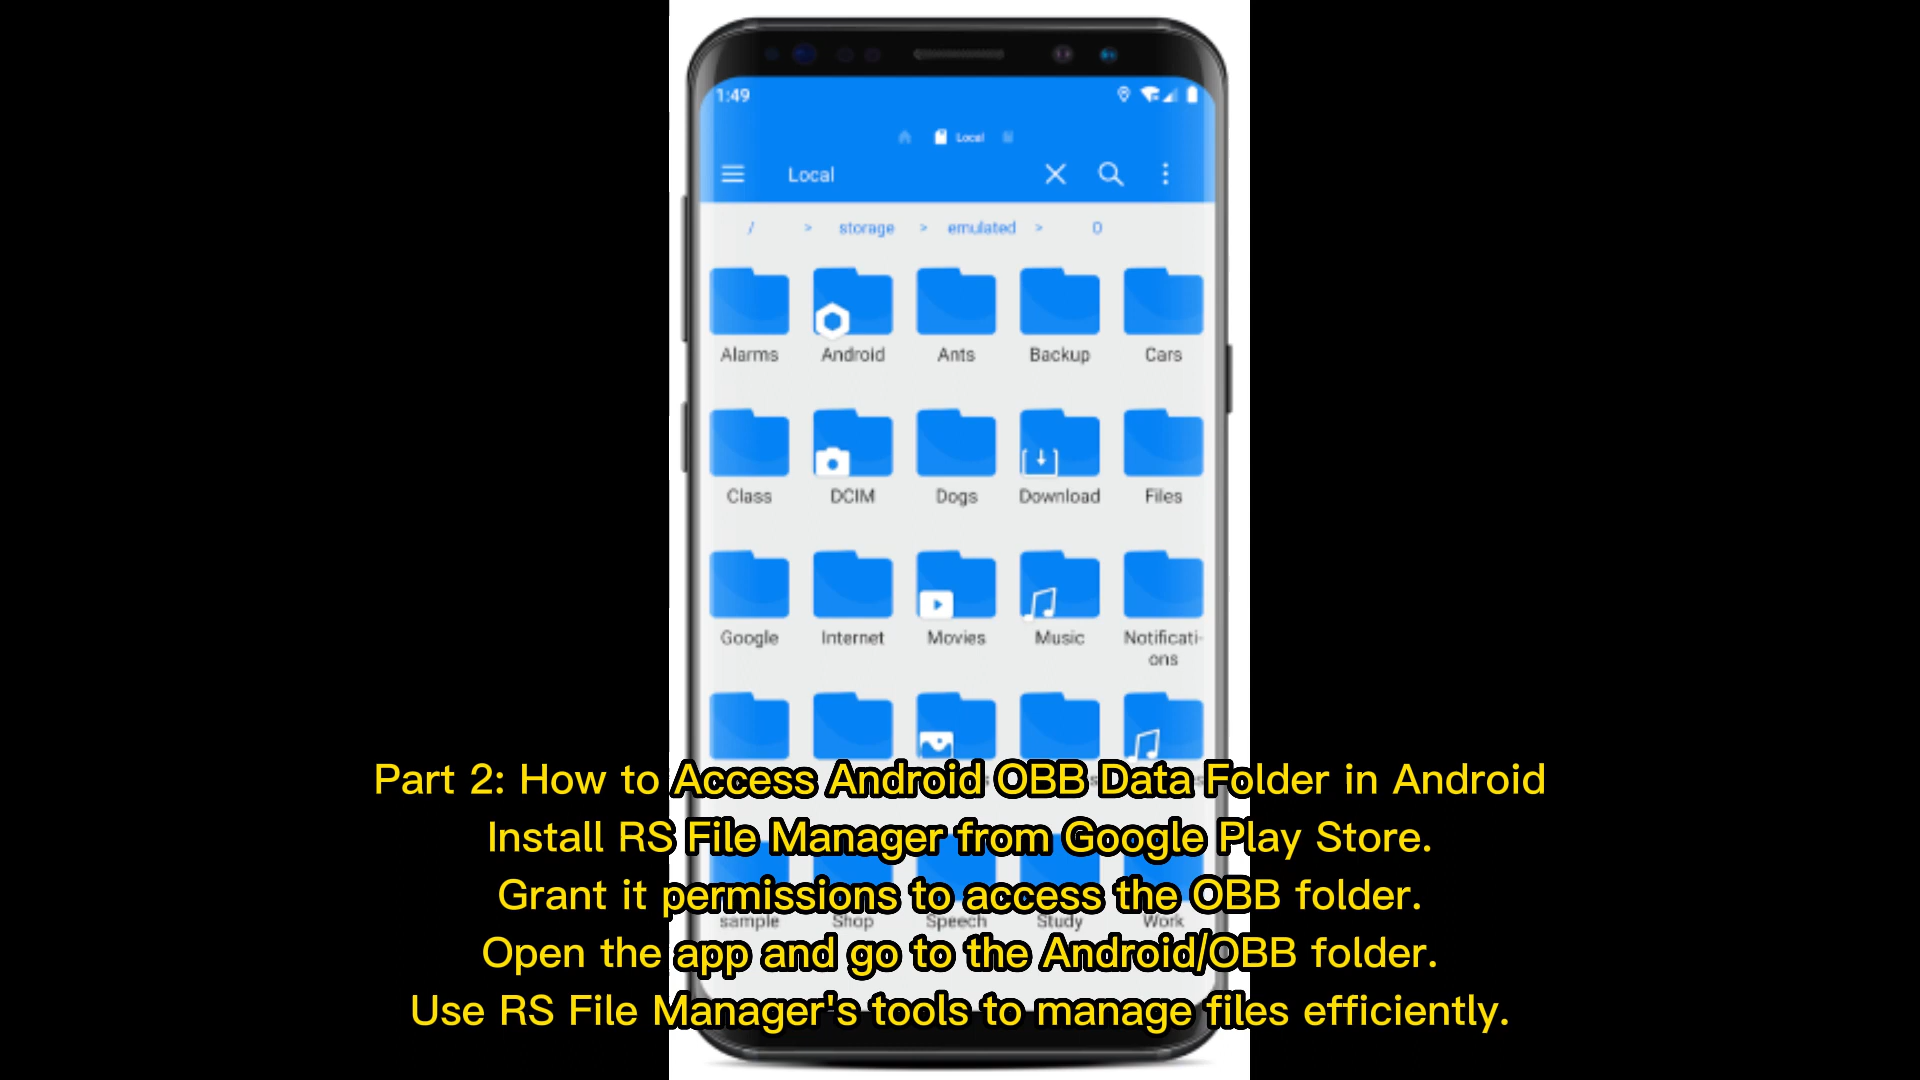 1:49
Local
Local
/ > storage > emulated > 0
Alarms Android Ants Backup Cars
Class DCIM Dogs Download Files
Google Internet Movies Music Notificati-
ons
Part 2: How to Access Android OBB Data Folder in Android
Install RS File Manager from Google Play Store.
Grant it permissions to access the OBB folder.
sample Shop Speech Study Work
Open the app and go to the Android/OBB folder.
Use RS File Manager's tools to manage files efficiently.